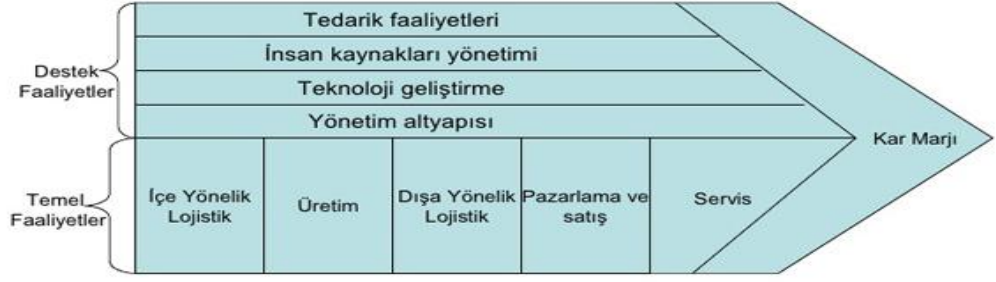 Tedarik faaliyetleri
İnsan kaynakları yönetimi
Teknoloji geliştirme
Yönetim altyapısı
Destek
Faaliyetler
Kar Marjı
Temel
Faaliyetler
İçe Yönelik
Lojistik
Üretim
Dışa Yönelik
Lojistik
Pazarlama ve
satış
Servis